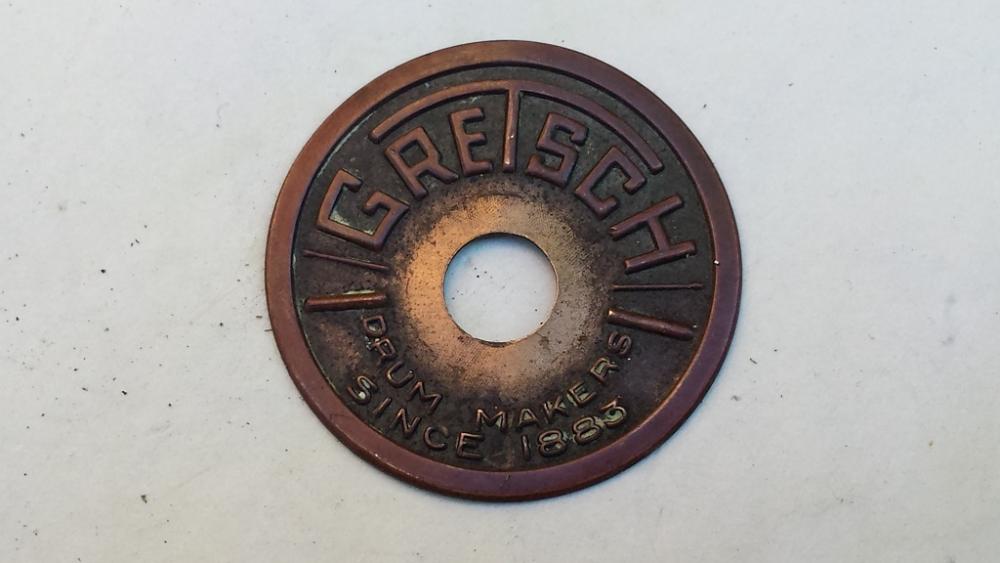 GRETSCH
DRUM MAKERS
SINCE 1883